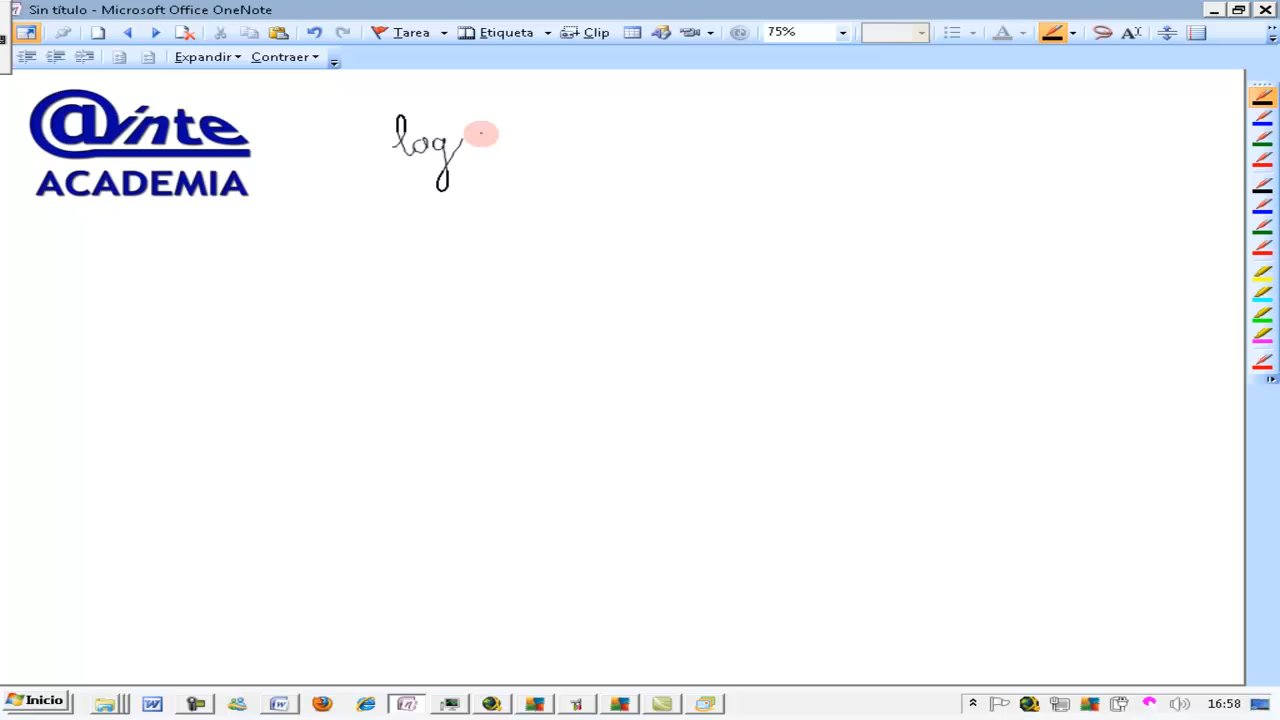 Sin título - Microsoft Office OneNote
Tarea Etiqueta Clip 75% A A
Expandir Contraer
@inte
ACADEMIA
log
Inicio
16:58